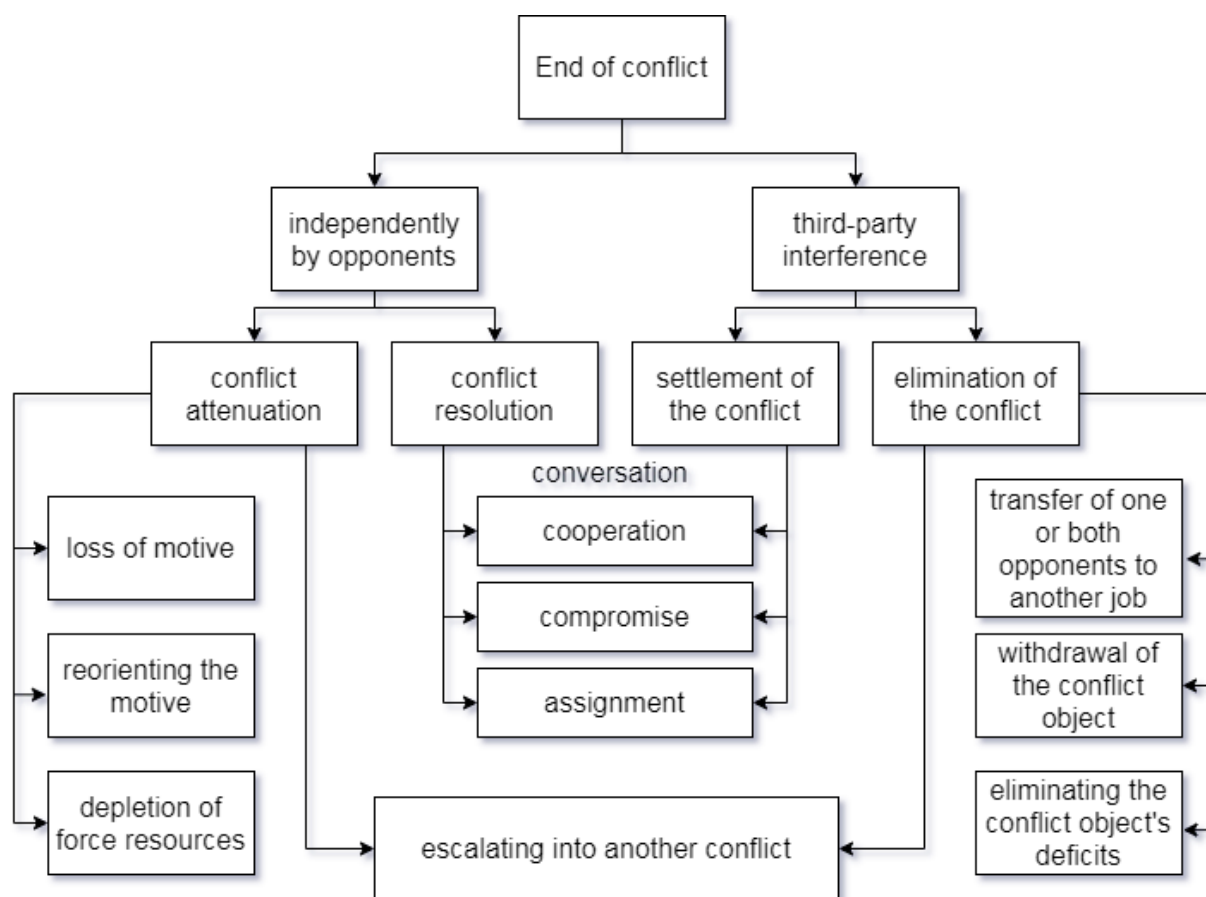 End of conflict
independently
by opponents
third-party
interference
conflict
attenuation
conflict
resolution
settlement of
the conflict
elimination of
the conflict
conversation
loss of motive
cooperation
transfer of one
or both
opponents to
another job
compromise
reorienting the
motive
withdrawal of
the conflict
object
assignment
depletion of
force resources
escalating into another conflict
eliminating the
conflict object's
deficits